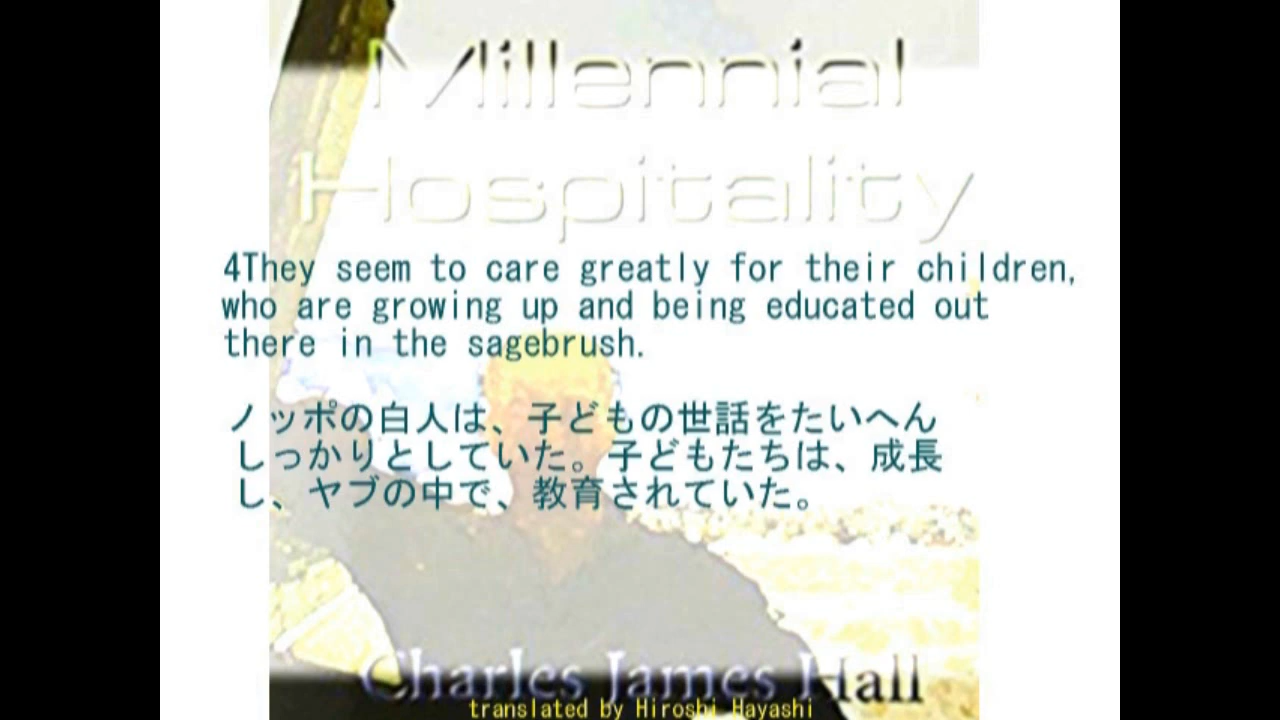 Millennial
Hospitality
4They seem to care greatly for their children,
who are growing up and being educated out
there in the sagebrush.
ノッポの白人は、子どもの世話をたいへん
しっかりとしていた。子どもたちは、成長
し、ヤブの中で、教育されていた。
Charles James Hall
translated by Hiroshi Hayashi